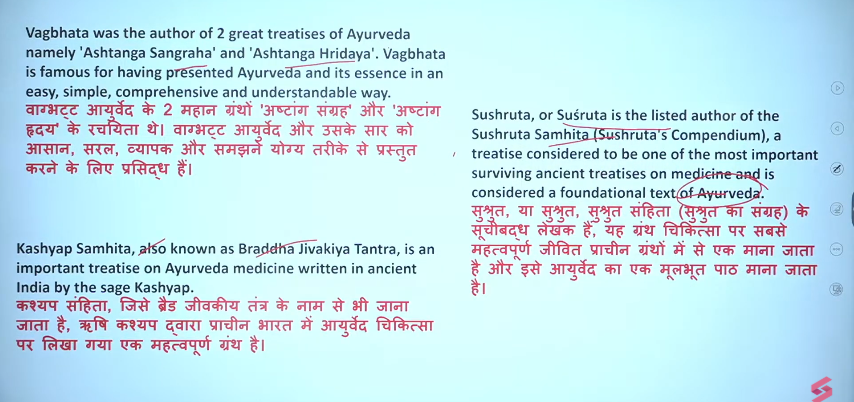 Vagbhata was the author of 2 great treatises of Ayurveda
namely 'Ashtanga Sangraha' and 'Ashtanga Hridaya'. Vagbhata
is famous for having presented Ayurveda and its essence in an
easy, simple, comprehensive and understandable way.
वाग्भट्ट आयुर्वेद के 2 महान ग्रंथों 'अष्टांग संग्रह' और 'अष्टांग
हृदय' के रचयिता थे। वाग्भट्ट आयुर्वेद और उसके सार को
आसान, सरल, व्यापक और समझने योग्य तरीके से प्रस्तुत
करने के लिए प्रसिद्ध हैं।
Kashyap Samhita, also known as Braddha Jivakiya Tantra, is an
important treatise on Ayurveda medicine written in ancient
India by the sage Kashyap.
कश्यप संहिता, जिसे ब्रैड जीवकीय तंत्र के नाम से भी जाना
जाता है, ऋषि कश्यप द्वारा प्राचीन भारत में आयुर्वेद चिकित्सा
पर लिखा गया एक महत्वपूर्ण ग्रंथ है।
Sushruta, or Suśruta is the listed author of the
Sushruta Samhita (Sushruta's Compendium), a
treatise considered to be one of the most important
surviving ancient treatises on medicine and is
considered a foundational text of Ayurveda.
सुश्रुत, या सुश्रुत, सुश्रुत संहिता (सुश्रुत का संग्रह) के
सूचीबद्ध लेखक हैं, यह ग्रंथ चिकित्सा पर सबसे
महत्वपूर्ण जीवित प्राचीन ग्रंथों में से एक माना जाता
है और इसे आयुर्वेद का एक मूलभूत पाठ माना जाता
है।